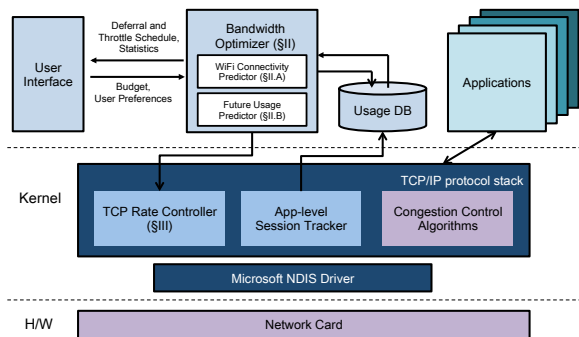 Deferral and
Throttle Schedule,
Statistics
Budget,
User Preferences
User
Interface
Bandwidth
Optimizer (§II)
WiFi Connectivity
Predictor (§II.A)
Future Usage
Predictor (§II.B)
Usage DB
Applications
Kernel
TCP/IP protocol stack
TCP Rate Controller
(§III)
App-level
Session Tracker
Congestion Control
Algorithms
Microsoft NDIS Driver
H/W
Network Card